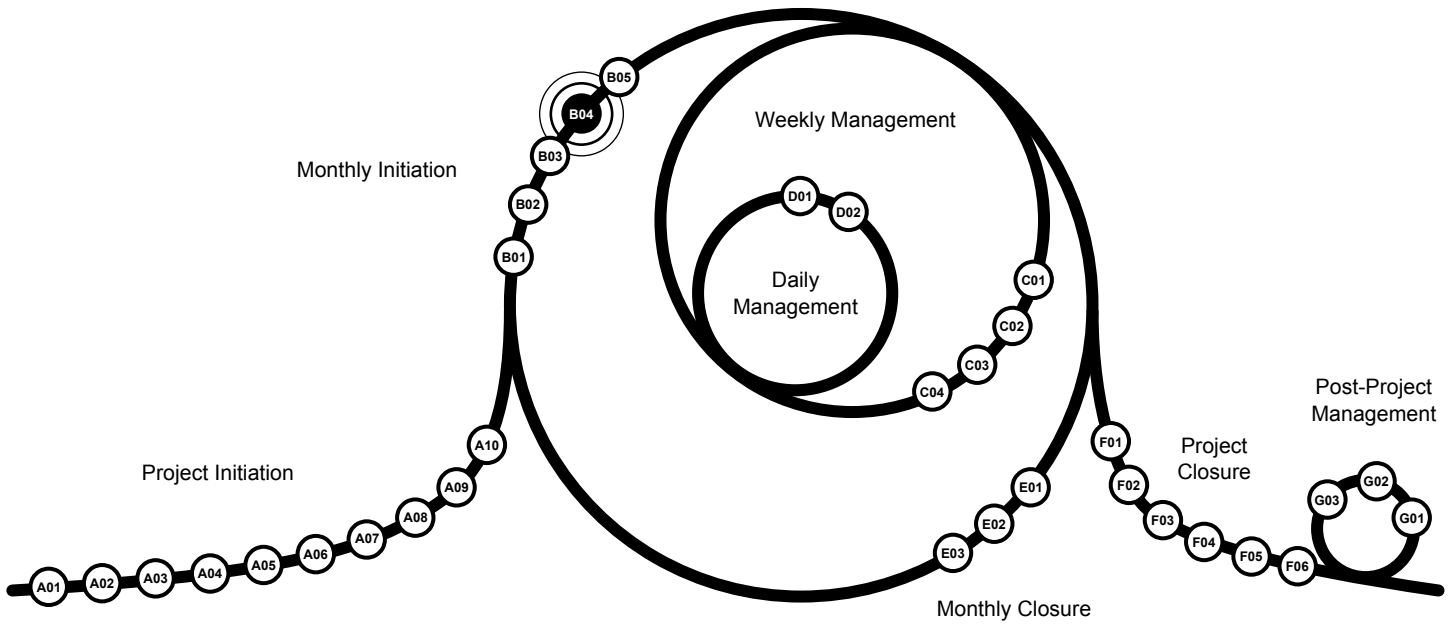 B05
B04
Weekly Management
B03
Monthly Initiation
D01
B02
D02
B01
C01
Daily
Management
C02
C03
C04
Post-Project
Management
A10
F01
Project
Closure
Project Initiation
G02
F02
E01
A09
G03
A08
F03
G01
E02
A07
F04
E03
A06
F05
A05
F06
A04
A03
A02
A01
Monthly Closure